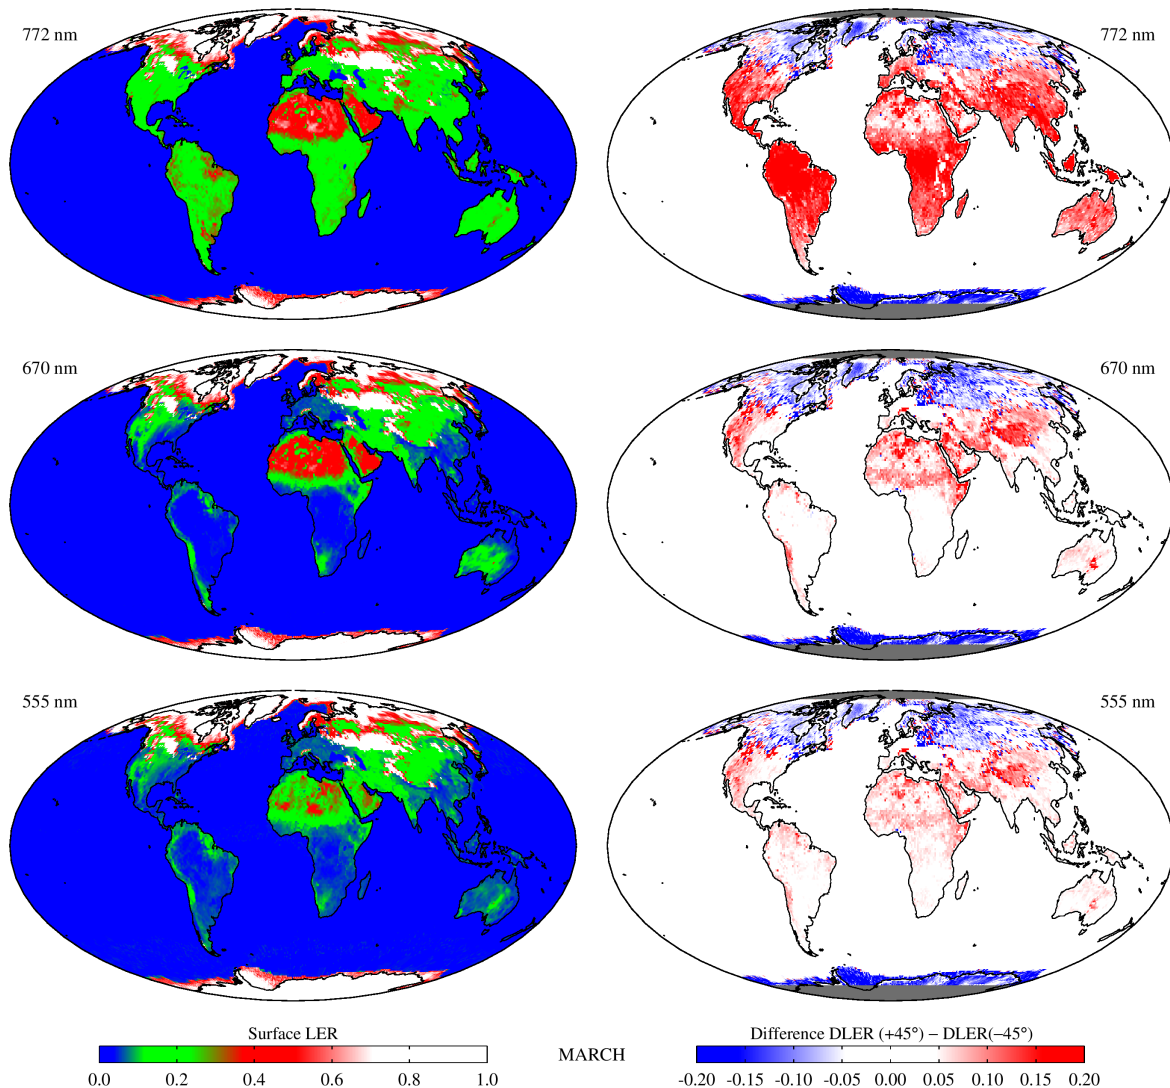 772 nm 772 nm
670 nm 670 nm
555 nm 555 nm
Surface LER Difference DLER (+45°) − DLER(−45°)
MARCH
0.0 0.2 0.4 0.6 0.8 1.0 −0.20 −0.15 −0.10 −0.05 0.00 0.05 0.10 0.15 0.20